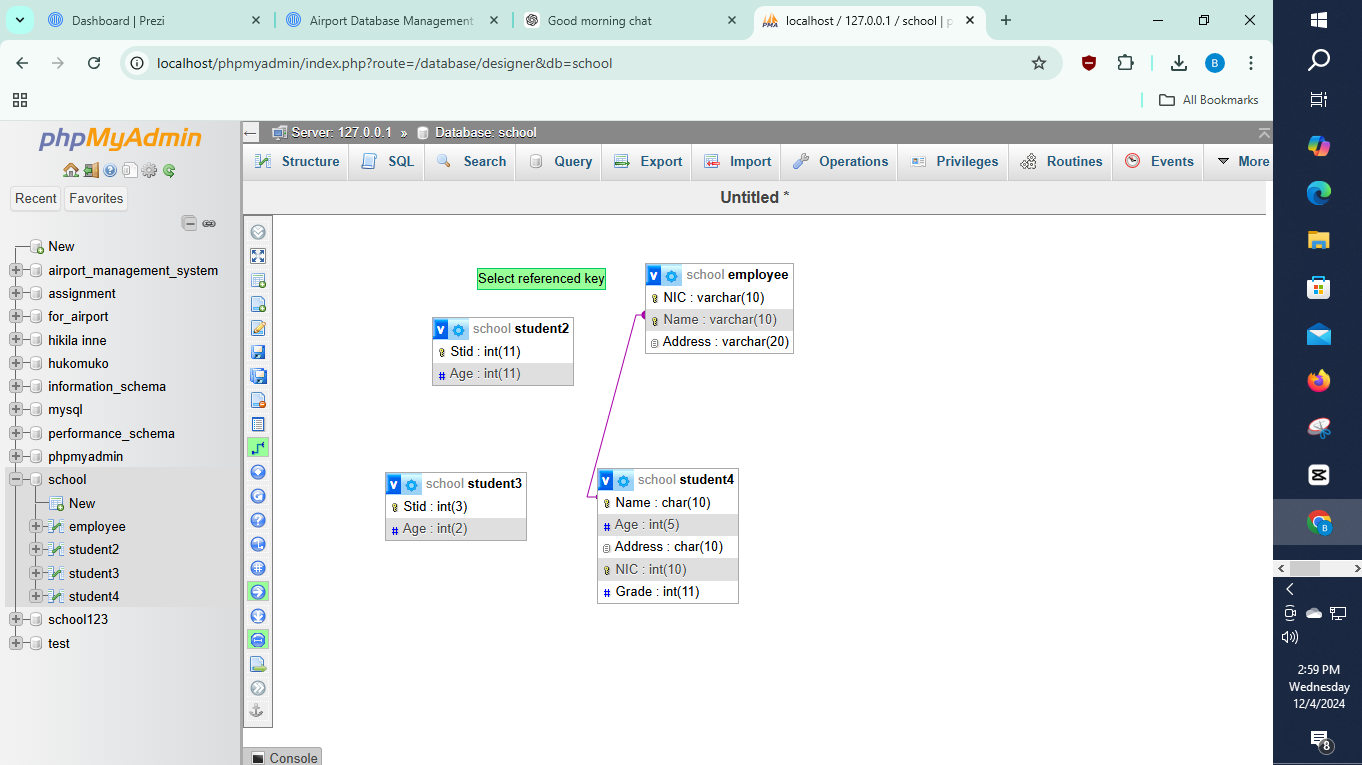 Dashboard | Prezi
Airport Database Management
Good morning chat
localhost / 127.0.0.1 / school | p
localhost/phpmyadmin/index.php?route=/database/designer&db=school
B
All Bookmarks
phpMyAdmin
Recent
Favorites
New
airport_management_system
assignment
for_airport
hikila inne
hukomuko
information_schema
mysql
performance_schema
phpmyadmin
school
New
employee
student2
student3
student4
school123
test
Server: 127.0.0.1 » Database: school
Structure
SQL
Search
Query
Export
Import
Operations
Privileges
Routines
Events
More
Untitled *
Select referenced key
v school employee
NIC : varchar(10)
Name : varchar(10)
Address : varchar(20)
v school student2
Stid : int(11)
# Age : int(11)
v school student3
Stid : int(3)
# Age : int(2)
v school student4
Name : char(10)
# Age : int(5)
Address : char(10)
NIC : int(10)
# Grade : int(11)
Console
2:59 PM
Wednesday
12/4/2024
8